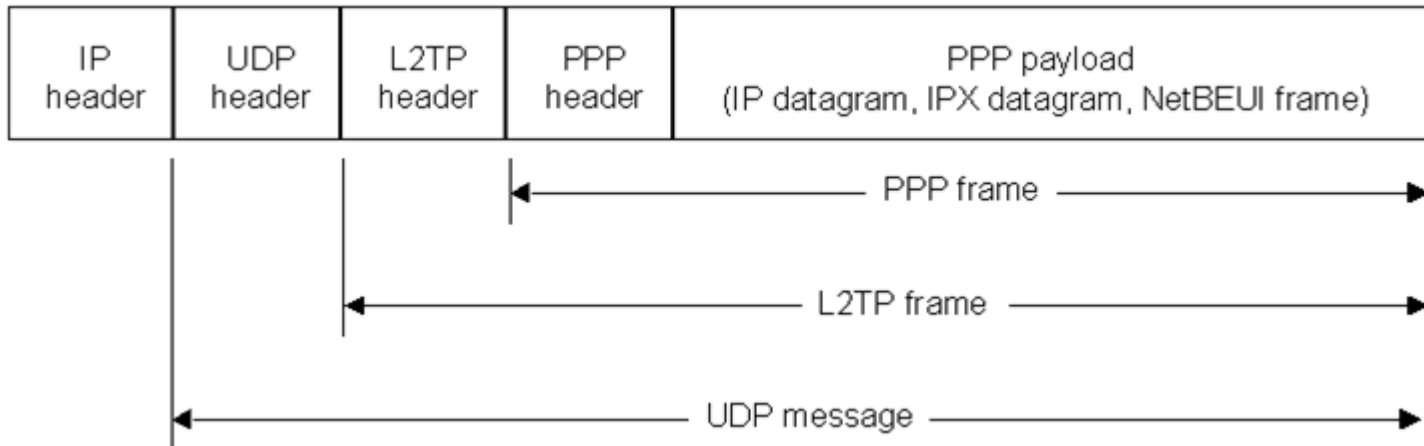 IP
header
UDP
header
L2TP
header
PPP
header
PPP payload
(IP datagram, IPX datagram, NetBEUI frame)
PPP frame
L2TP frame
UDP message